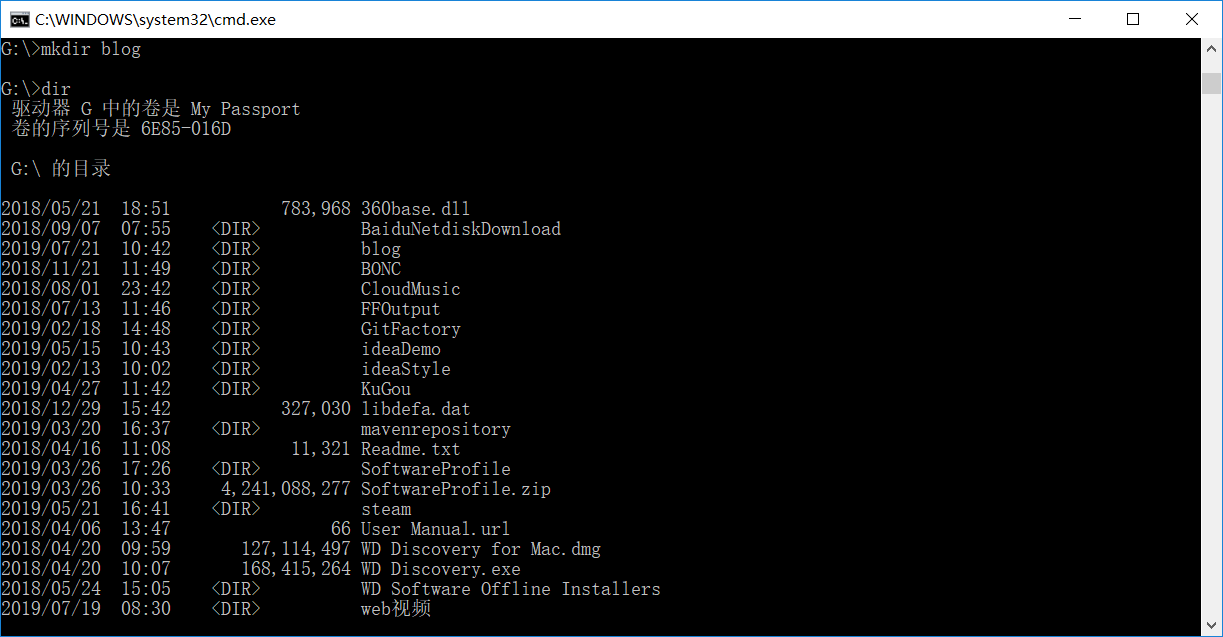 C:\WINDOWS\system32\cmd.exe
G:\>mkdir blog
G:\>dir
驱动器 G 中的卷是 My Passport
卷的序列号是 6E85-016D
G:\ 的目录
2018/05/21  18:51           783,968 360base.dll
2018/09/07  07:55    <DIR>          BaiduNetdiskDownload
2019/07/21  10:42    <DIR>          blog
2018/11/21  11:49    <DIR>          BONC
2018/08/01  23:42    <DIR>          CloudMusic
2018/07/13  11:46    <DIR>          FFOutput
2019/02/18  14:48    <DIR>          GitFactory
2019/05/15  10:43    <DIR>          ideaDemo
2019/02/13  10:02    <DIR>          ideaStyle
2019/04/27  11:42    <DIR>          KuGou
2018/12/29  15:42           327,030 libdefa.dat
2019/03/20  16:37    <DIR>          mavenrepository
2018/04/16  11:08            11,321 Readme.txt
2019/03/26  17:26    <DIR>          SoftwareProfile
2019/03/26  10:33     4,241,088,277 SoftwareProfile.zip
2019/05/21  16:41    <DIR>          steam
2018/04/06  13:47                66 User Manual.url
2018/04/20  09:59       127,114,497 WD Discovery for Mac.dmg
2018/04/20  10:07       168,415,264 WD Discovery.exe
2018/05/24  15:05    <DIR>          WD Software Offline Installers
2019/07/19  08:30    <DIR>          web视频